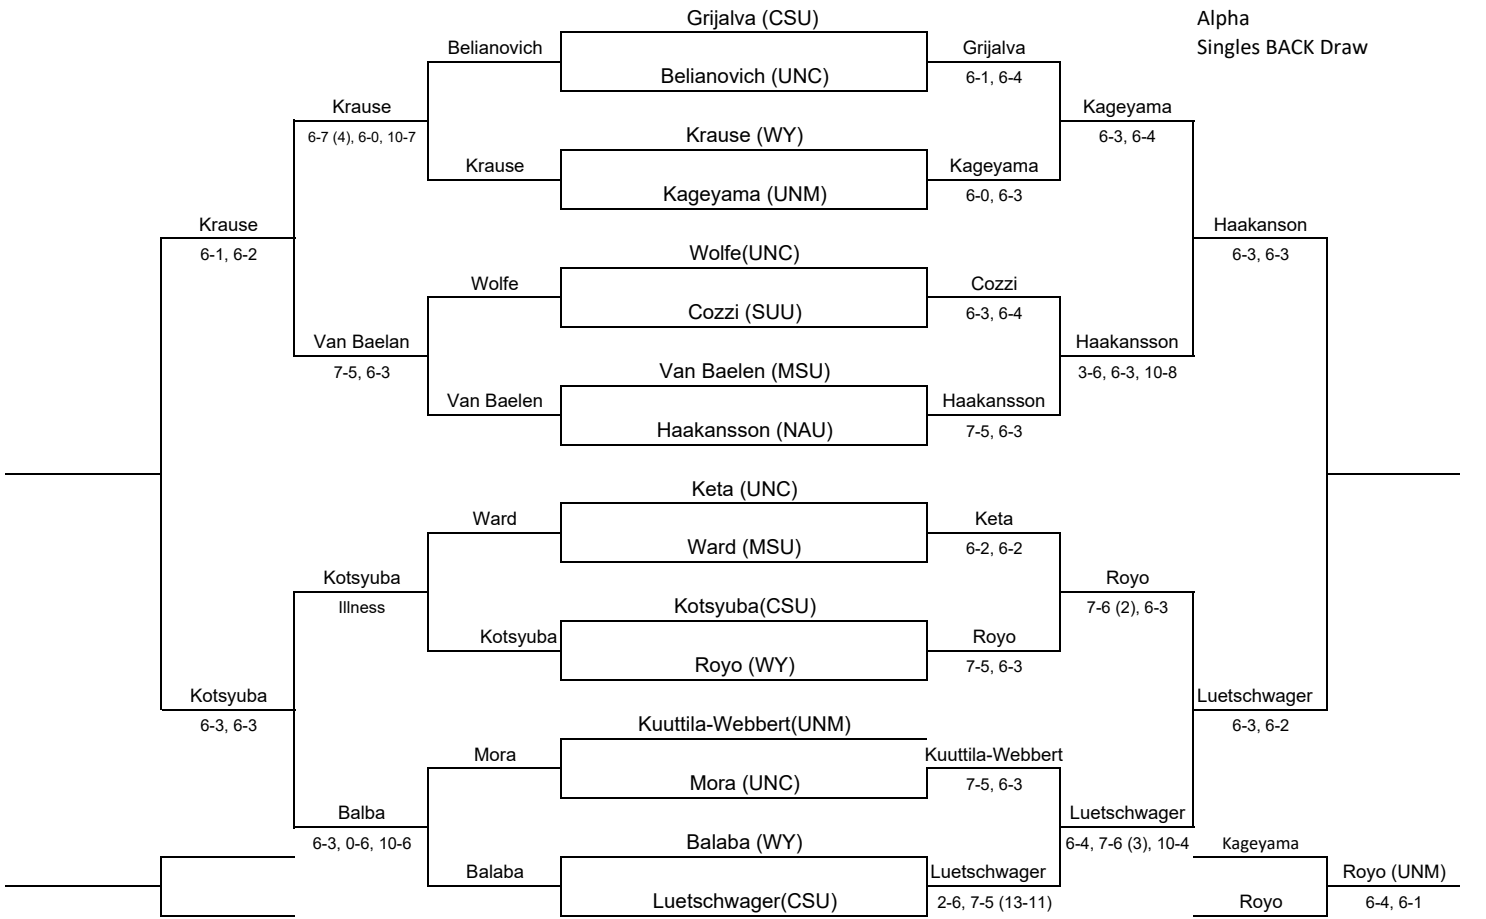 Grijalva (CSU)
Alpha
Belianovich
Grijalva
Singles BACK Draw
Belianovich (UNC)
6-1, 6-4
Krause
Kageyama
6-7 (4), 6-0, 10-7
Krause (WY)
6-3, 6-4
Krause
Kageyama
Kageyama (UNM)
6-0, 6-3
Krause
Haakanson
6-1, 6-2
Wolfe(UNC)
6-3, 6-3
Wolfe
Cozzi
Cozzi (SUU)
6-3, 6-4
Van Baelan
Haakansson
7-5, 6-3
Van Baelen (MSU)
3-6, 6-3, 10-8
Van Baelen
Haakansson
Haakansson (NAU)
7-5, 6-3
Keta (UNC)
Ward
Keta
Ward (MSU)
6-2, 6-2
Kotsyuba
Royo
Illness
Kotsyuba(CSU)
7-6 (2), 6-3
Kotsyuba
Royo
Royo (WY)
7-5, 6-3
Kotsyuba
Luetschwager
6-3, 6-3
Kuuttila-Webbert(UNM)
6-3, 6-2
Mora
Kuuttila-Webbert
Mora (UNC)
7-5, 6-3
Balba
Luetschwager
6-3, 0-6, 10-6
Balaba (WY)
6-4, 7-6 (3), 10-4
Kageyama
Balaba
Luetschwager
Royo (UNM)
Luetschwager(CSU)
2-6, 7-5 (13-11)
Royo
6-4, 6-1